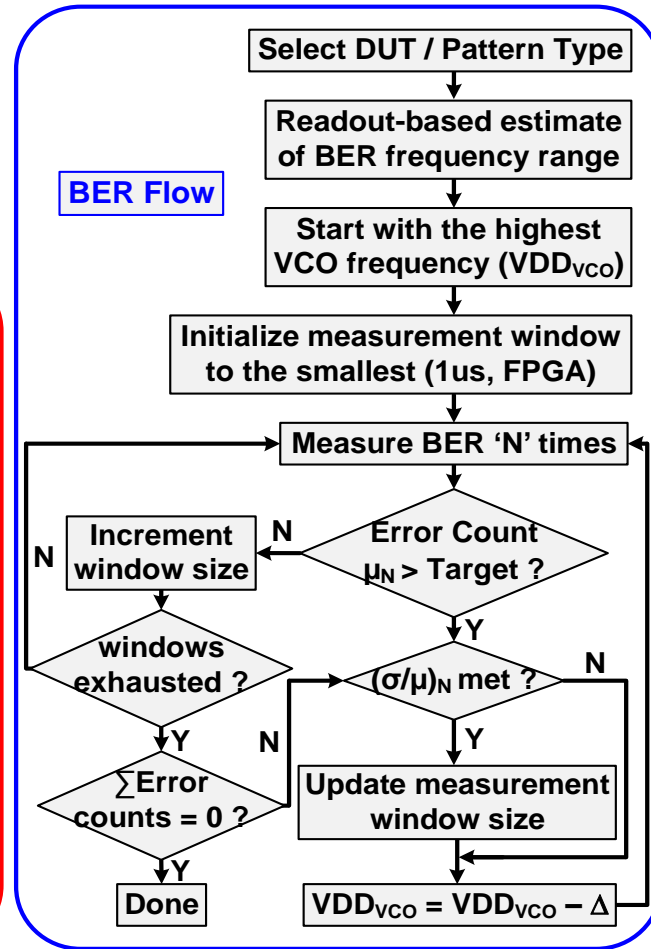 Select DUT / Pattern Type
Readout-based estimate
of BER frequency range
BER Flow
Start with the highest
VCO frequency (VDDVCO)
Initialize measurement window
to the smallest (1us, FPGA)
Measure BER ‘N’ times
Error Count
μN > Target ?
N
Increment
window size
N
Y
windows
exhausted ?
(σ/μ)N met ?
N
Y
N
Y
∑Error
counts = 0 ?
Update measurement
window size
Y
Done
VDDVCO = VDDVCO – Δ